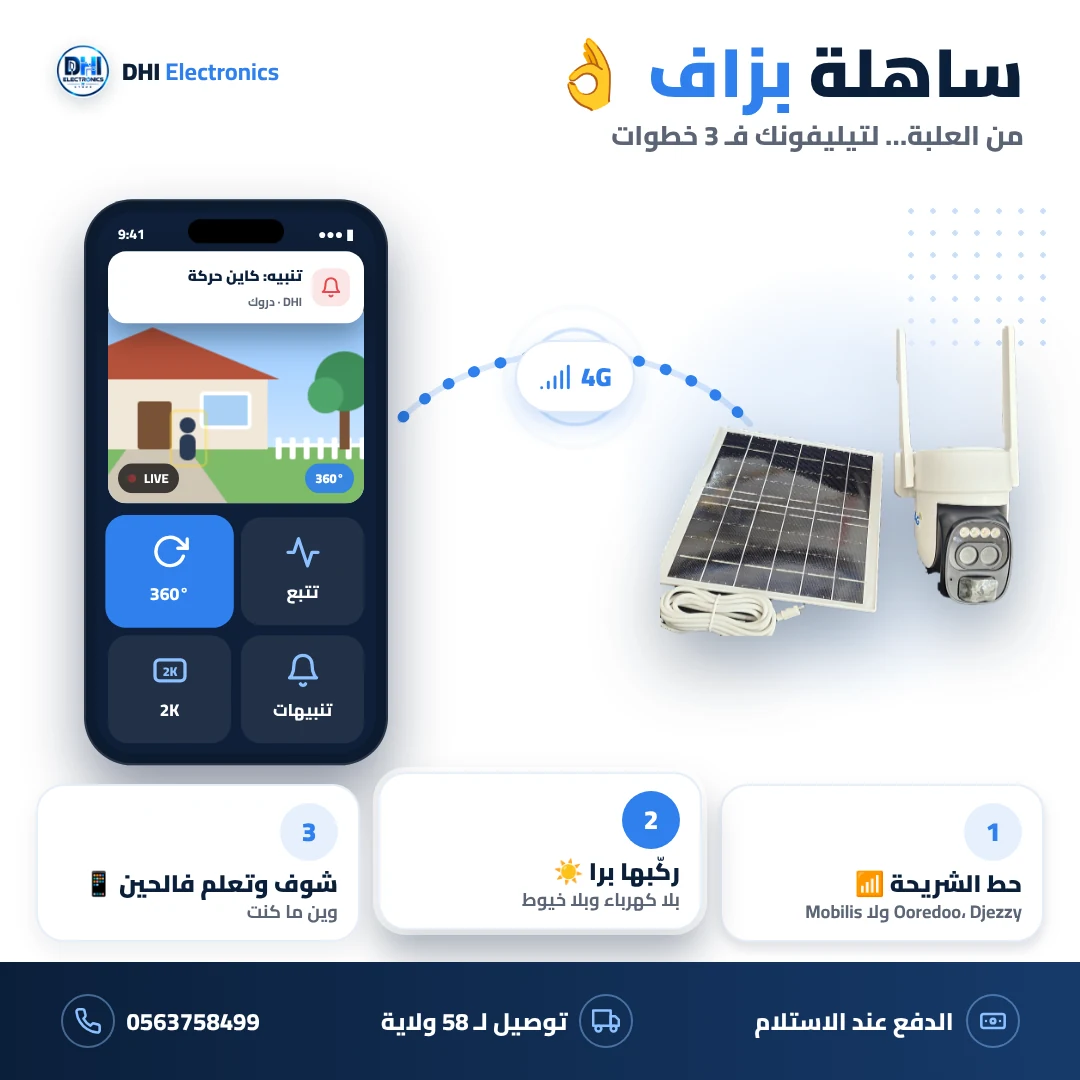 DHI ELECTRONICS
DHI Electronics
ساهلة بزاف 👌
من العلبة... لتيليفونك فـ 3 خطوات
9:41
تنبيه: كاين حركة
DHI · دروك
LIVE
360°
4G
360°
تتبع
2K
2K
تنبيهات
1
حط الشريحة 📶
Ooredoo، Djezzy ولا Mobilis
2
ركّبها برا ☀️
بلا كهرباء وبلا خيوط
3
شوف وتعلم فالحين 📱
وين ما كنت
الدفع عند الاستلام
توصيل لـ 58 ولاية
0563758499